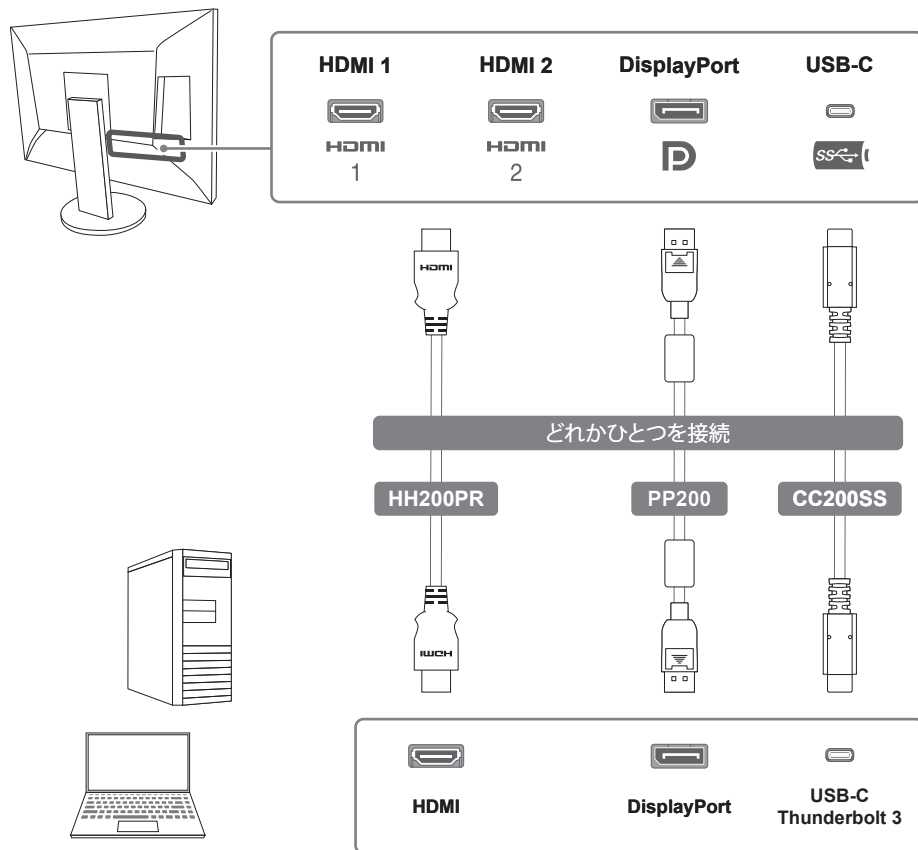 HDMI 1 HDMI 2 DisplayPort USB-C
HDMI HDMI
1 2
SS
HDMI
どれかひとつを接続
HH200PR PP200 CC200SS
HDMI
HDMI DisplayPort USB-C
Thunderbolt 3